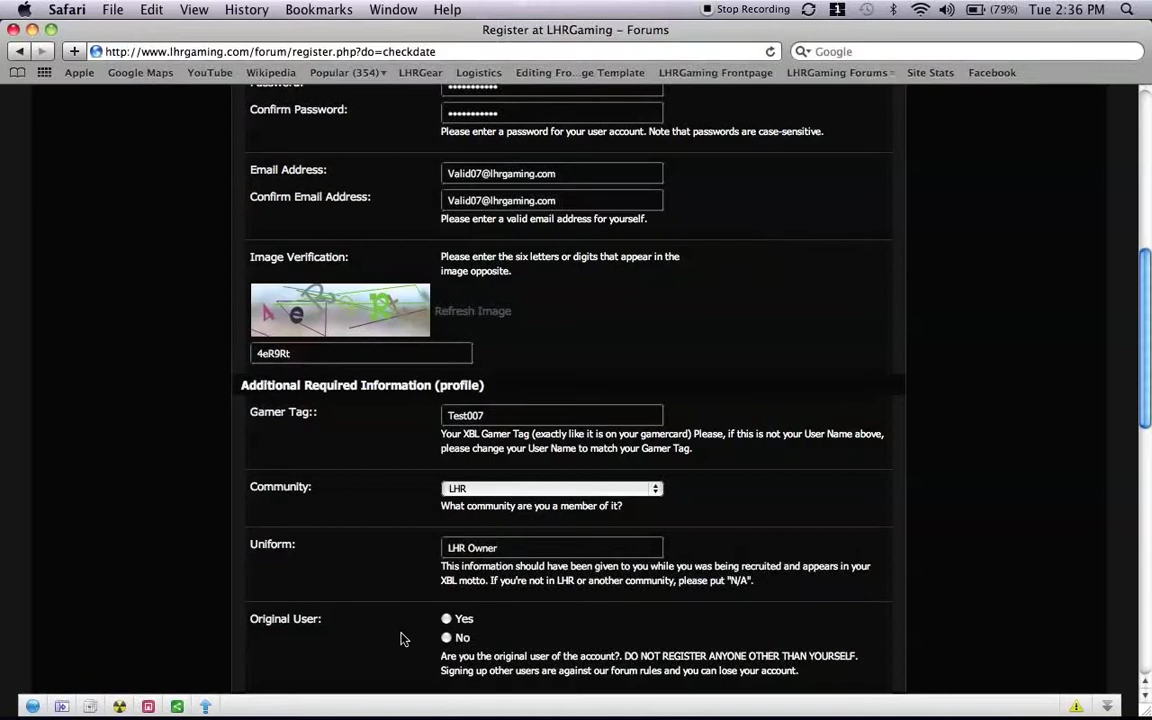 Safari File Edit View History Bookmarks Window Help Stop Recording 1 (79%) Tue 2:36 PM
Register at LHRGaming – Forums
http://www.lhrgaming.com/forum/register.php?do=checkdate Google
Apple Google Maps YouTube Wikipedia Popular (354) LHRGear Logistics Editing Fro...ge Template LHRGaming Frontpage LHRGaming Forums Site Stats Facebook
Password: •••••••••••
Confirm Password: •••••••••••
Please enter a password for your user account. Note that passwords are case-sensitive.
Email Address: Valid07@lhrgaming.com
Confirm Email Address: Valid07@lhrgaming.com
Please enter a valid email address for yourself.
Image Verification: Please enter the six letters or digits that appear in the
image opposite.
Refresh Image
4eR9Rt
Additional Required Information (profile)
Gamer Tag:: Test007
Your XBL Gamer Tag (exactly like it is on your gamercard) Please, if this is not your User Name above,
please change your User Name to match your Gamer Tag.
Community: LHR
What community are you a member of it?
Uniform: LHR Owner
This information should have been given to you while you was being recruited and appears in your
XBL motto. If you're not in LHR or another community, please put "N/A".
Original User: Yes
No
Are you the original user of the account?. DO NOT REGISTER ANYONE OTHER THAN YOURSELF.
Signing up other users are against our forum rules and you can lose your account.